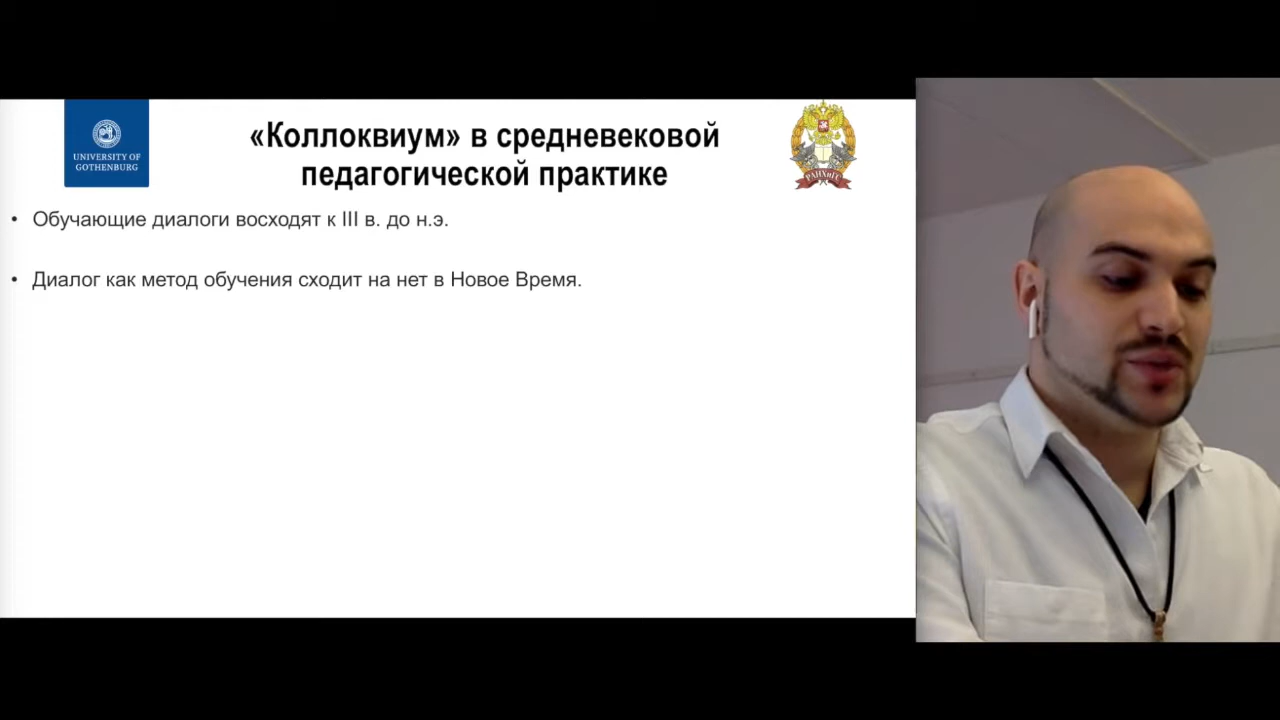 UNIVERSITY OF
GOTHENBURG
«Коллоквиум» в средневековой
педагогической практике
РАНХиГС
• Обучающие диалоги восходят к III в. до н.э.
• Диалог как метод обучения сходит на нет в Новое Время.